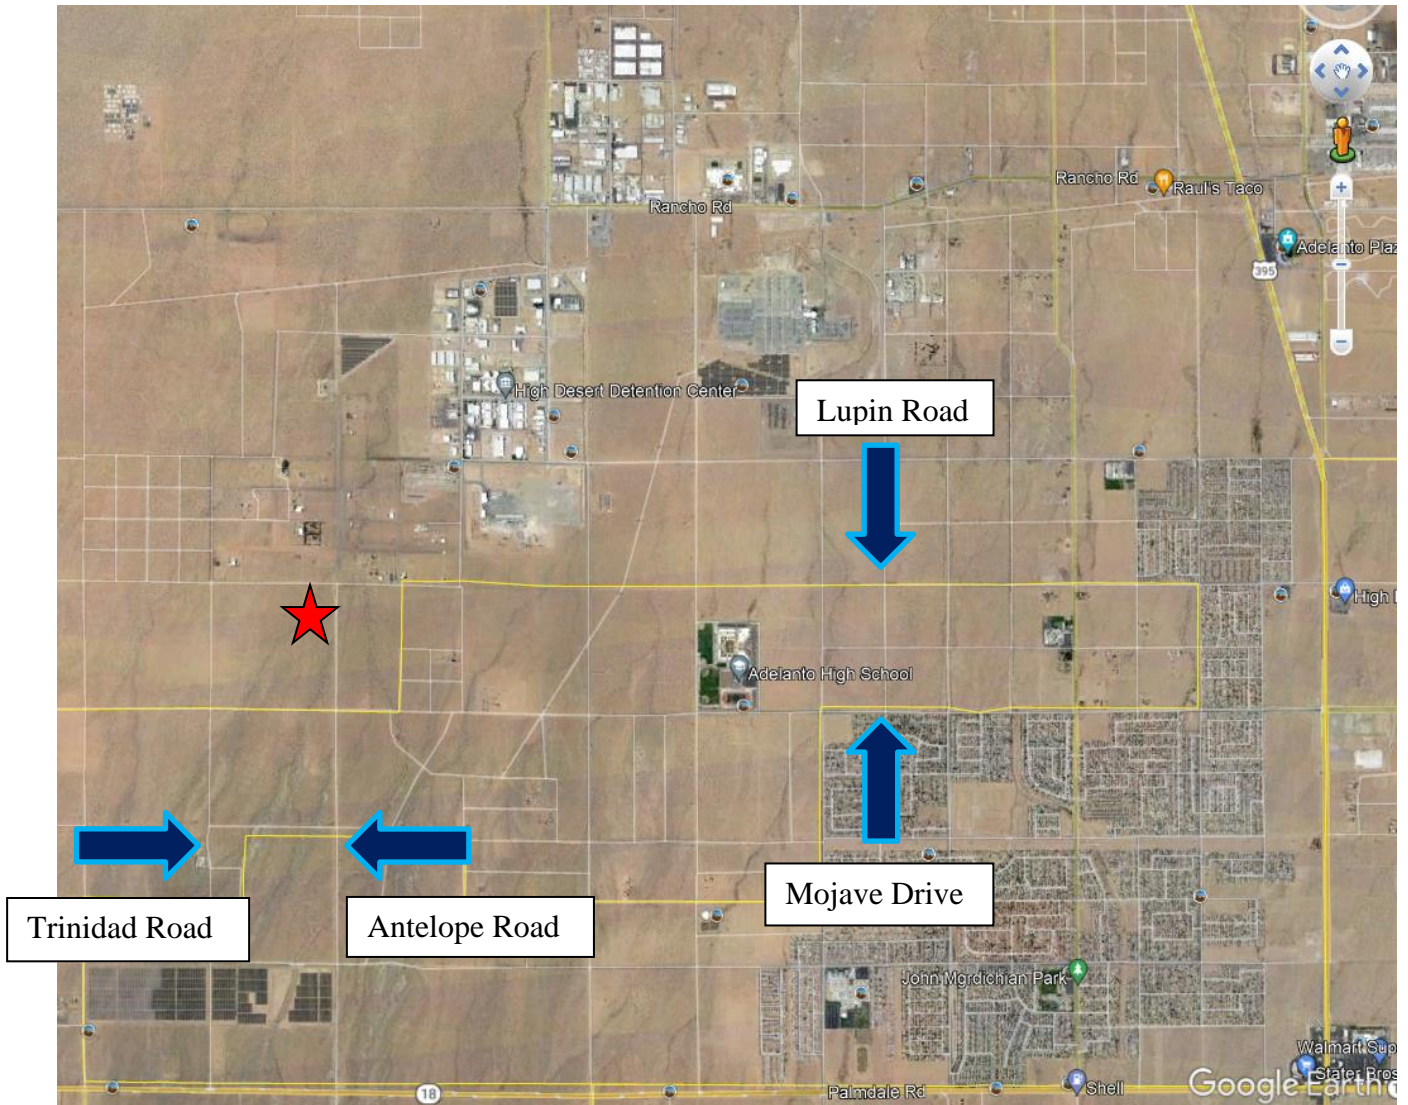 Rancho Rd
Raul's Taco
Rancho Rd
Adelanto Plaz
395
High Desert Detention Center
Lupin Road
High
Adelanto High School
Mojave Drive
Trinidad Road
Antelope Road
John Mgrdichian Park
Walmart Sup
Stater Bros
18
Palmdale Rd
Shell
Google Earth